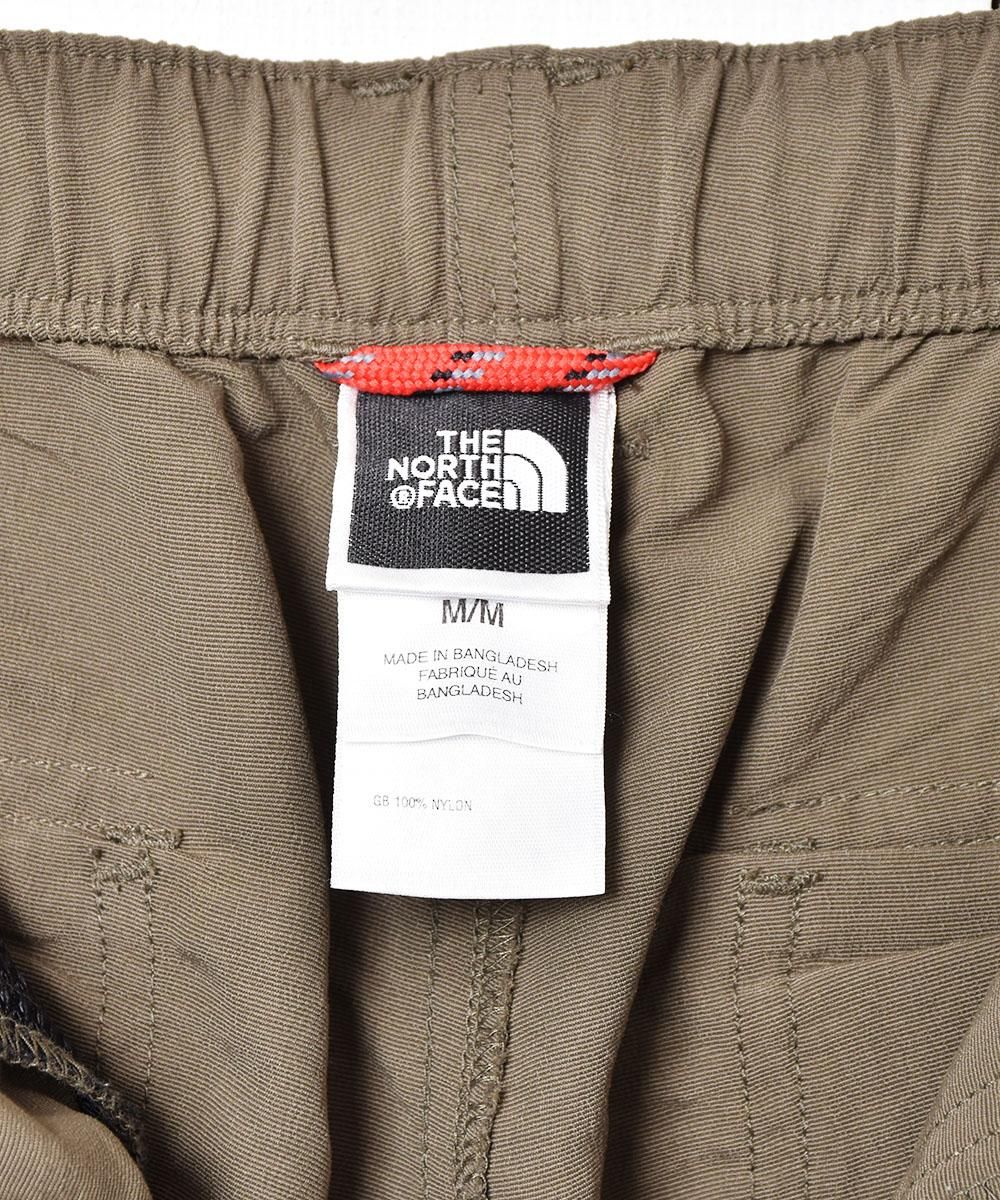 THE
NORTH
®FACE
M/M
MADE IN BANGLADESH
FABRIQUÉ AU
BANGLADESH
GB 100% NYLON